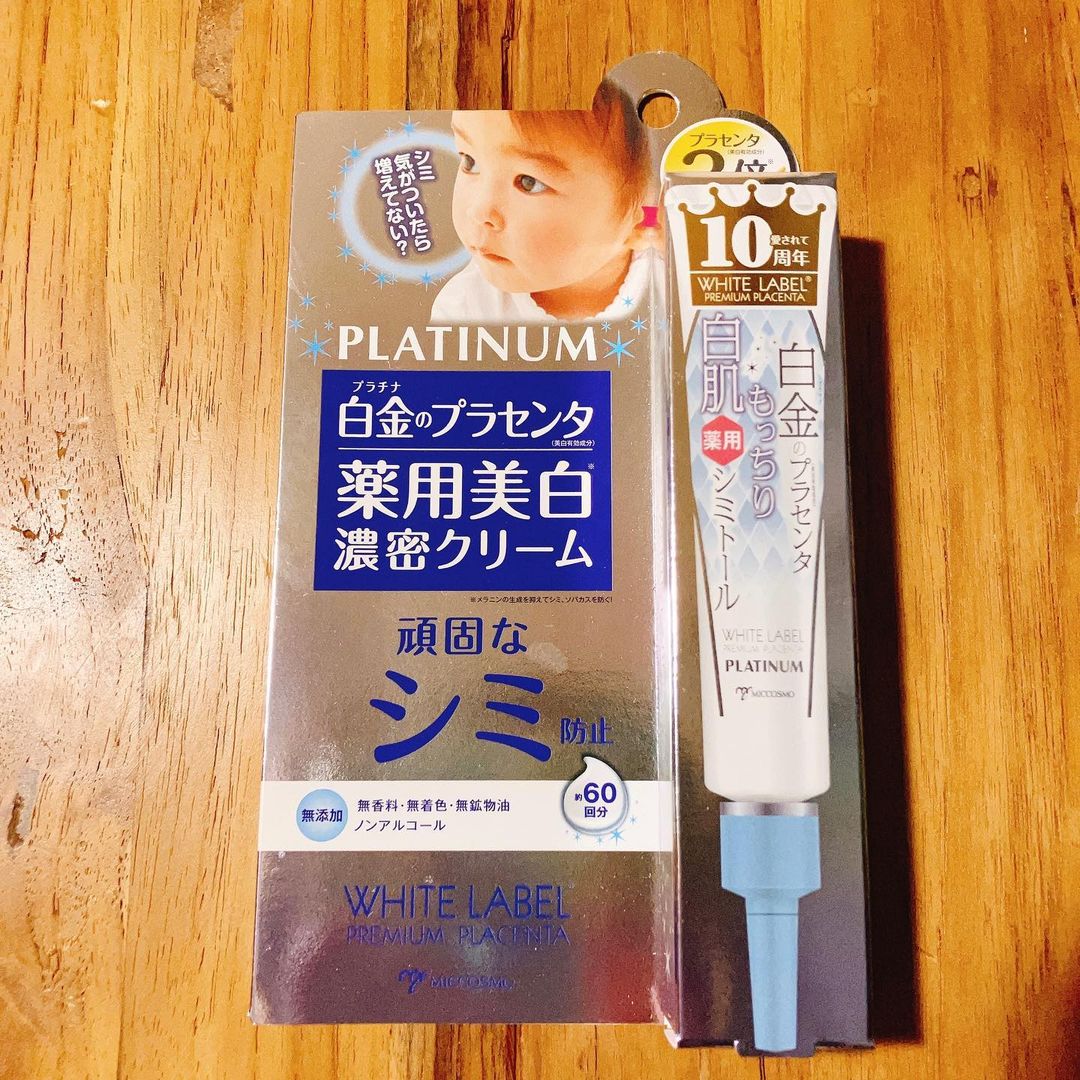 シミ
気がついたら
増えてない？
PLATINUM
プラチナ
白金のプラセンタ
(美白有効成分)
薬用美白※
濃密クリーム
※メラニンの生成を抑えてシミ、ソバカスを防ぐ
頑固な
シミ防止
無添加
無香料・無着色・無鉱物油
ノンアルコール
約60
回分
WHITE LABEL
PREMIUM PLACENTA
MICCOSMO
プラセンタ
(美白有効成分)
10
愛されて
周年
WHITE LABEL®
PREMIUM PLACENTA
白金のプラセンタ
もっちり
白肌
薬用
シミトール
WHITE LABEL
PREMIUM PLACENTA
PLATINUM
MICCOSMO